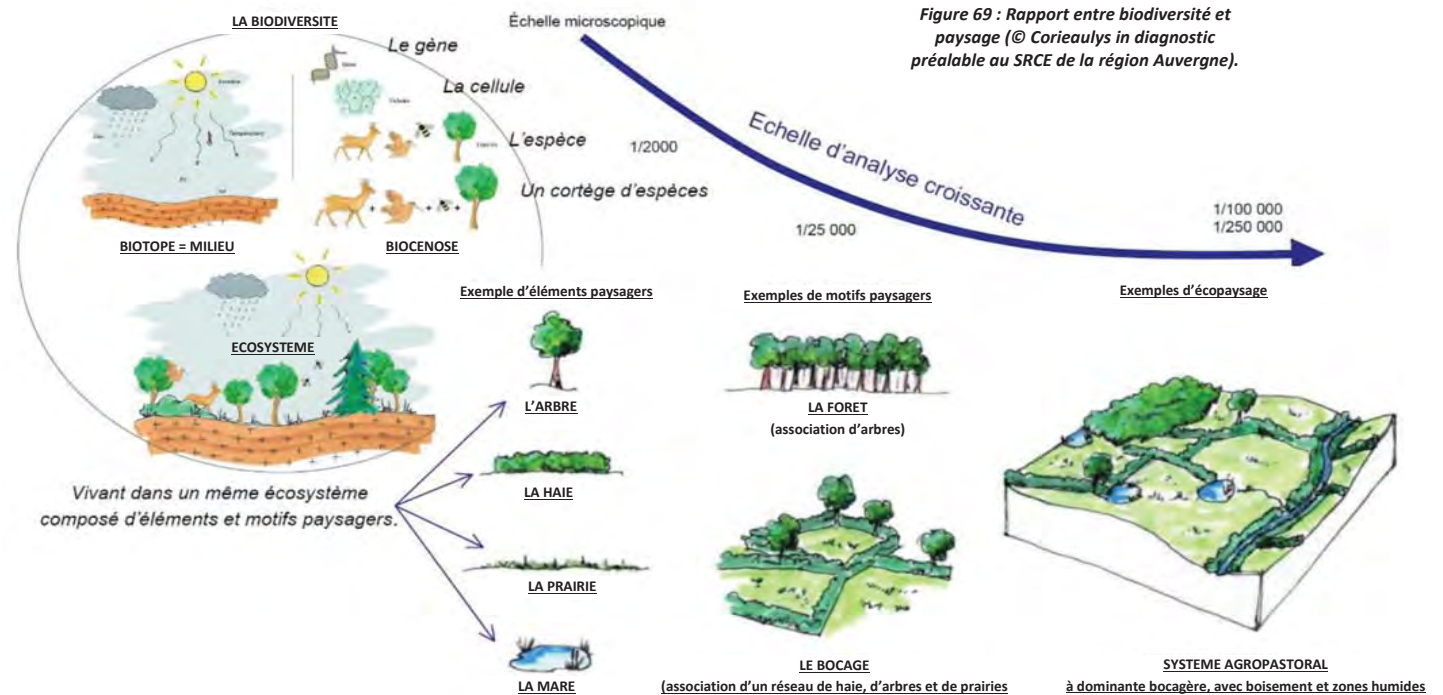 LA BIODIVERSITE
Échelle microscopique
Figure 69 : Rapport entre biodiversité et
paysage (© Corieaulys in diagnostic
préalable au SRCE de la région Auvergne).
Le gène
La cellule
L'espèce
Un cortège d'espèces
BIOTOPE = MILIEU
BIOCENOSE
1/2000
Echelle d'analyse croissante
1/25 000
1/100 000
1/250 000
ECOSYSTEME
Vivant dans un même écosystème
composé d'éléments et motifs paysagers.
Exemple d'éléments paysagers
L'ARBRE
LA HAIE
LA PRAIRIE
LA MARE
Exemples de motifs paysagers
LA FORET
(association d'arbres)
LE BOCAGE
(association d'un réseau de haie, d'arbres et de prairies
Exemples d'écopaysage
SYSTEME AGROPASTORAL
à dominante bocagère, avec boisement et zones humides